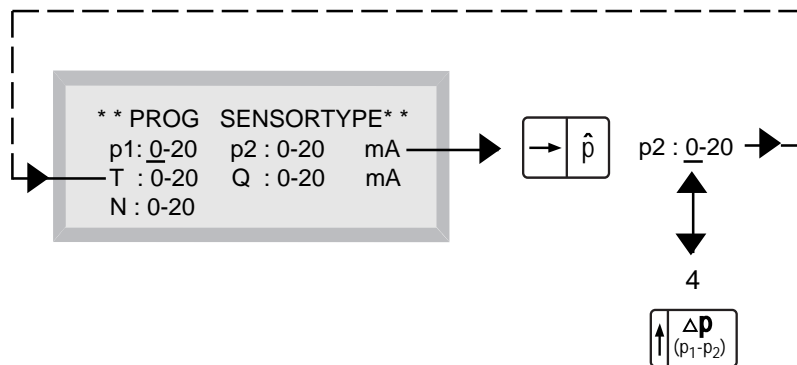 * * PROG SENSORTYPE* *
p1: 0-20 p2 : 0-20 mA
T : 0-20 Q : 0-20 mA
N : 0-20
→ p̂
p2 : 0-20
4
↑ △p
(p₁-p₂)